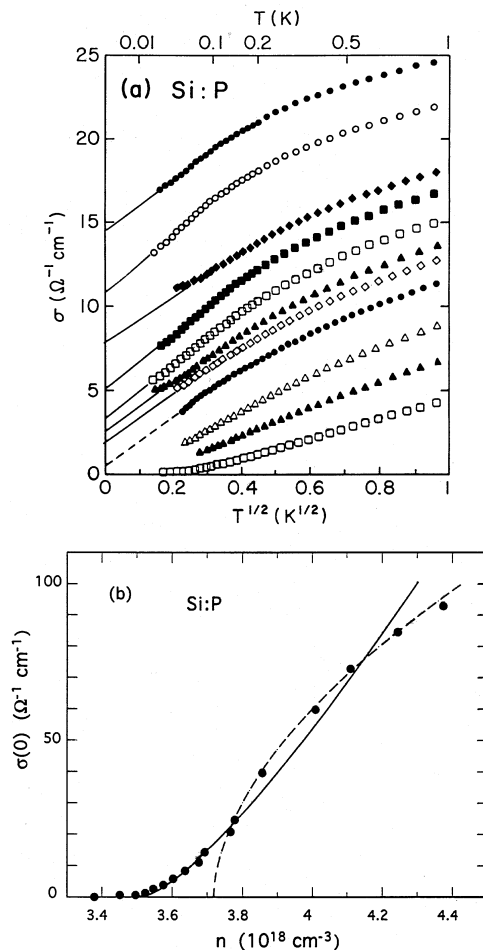 T (K)
0.01 0.1 0.2 0.5 1
25
(a) Si : P
20
15
σ (Ω⁻¹ cm⁻¹)
10
5
0
0 0.2 0.4 0.6 0.8 1
T¹/² (K¹/²)
100
(b) Si:P
σ(0) (Ω⁻¹ cm⁻¹)
50
0
3.4 3.6 3.8 4 4.2 4.4
n (10¹⁸ cm⁻³)